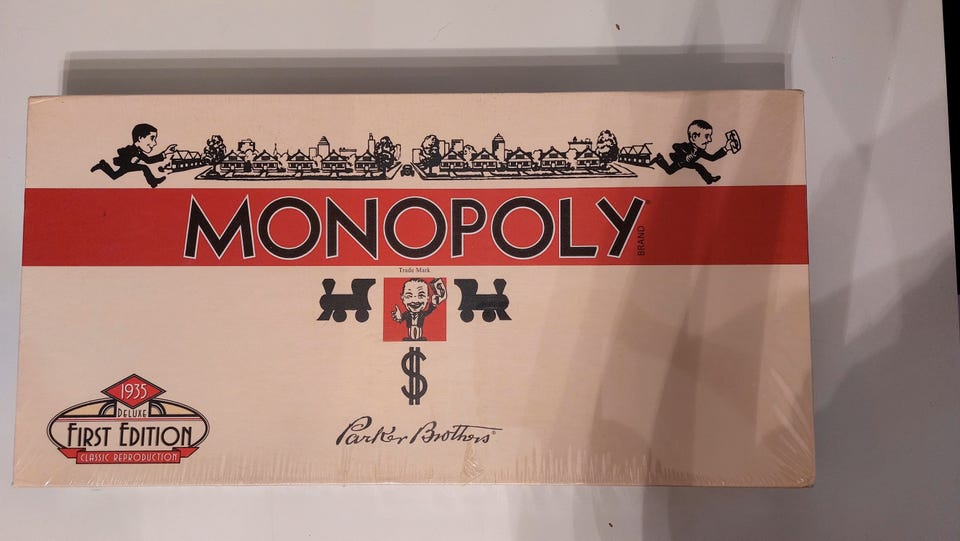 MONOPOLY®
BRAND
Trade Mark
$
1935
DELUXE
FIRST EDITION
CLASSIC REPRODUCTION
Parker Brothers®